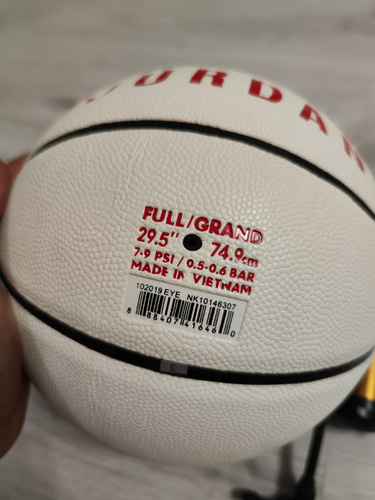 JORDAN
FULL/GRAND
29.5" 74.9cm
7-9 PSI / 0.5-0.6 BAR
MADE IN VIETNAM
102019 EYE NK10146307
8 88407 41646 0